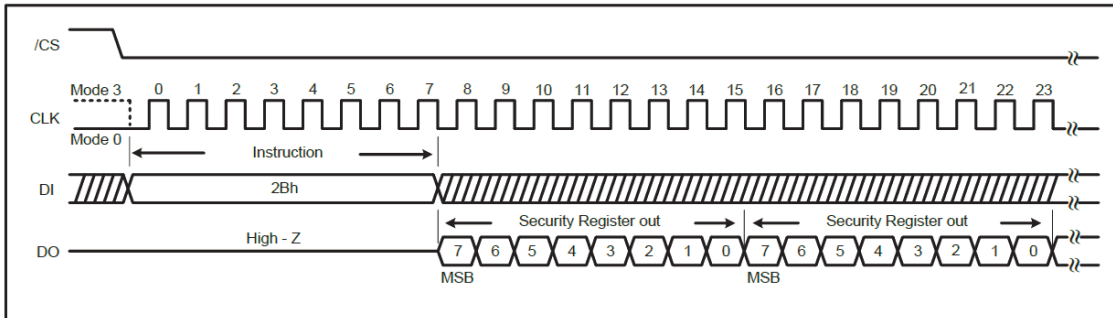 /CS
Mode 3 0 1 2 3 4 5 6 7 8 9 10 11 12 13 14 15 16 17 18 19 20 21 22 23
CLK
Mode 0
Instruction
DI 2Bh
Security Register out Security Register out
DO High - Z 7 6 5 4 3 2 1 0 7 6 5 4 3 2 1 0
MSB MSB